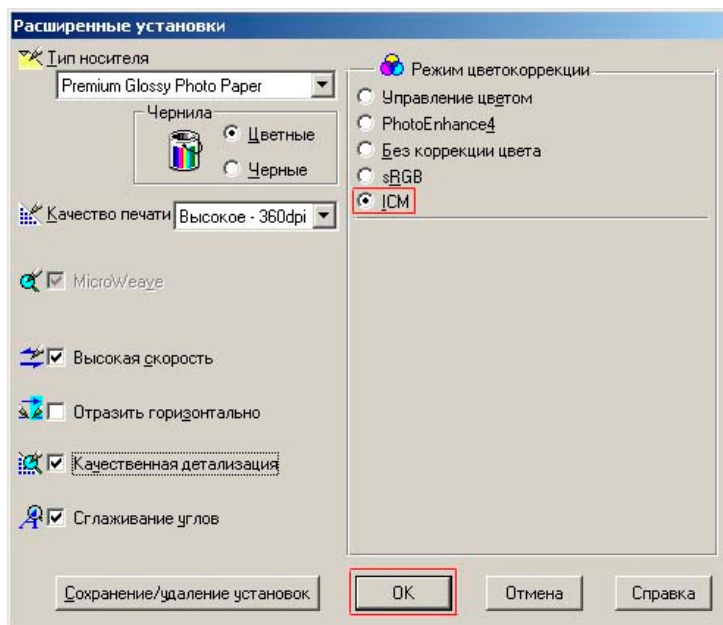 Расширенные установки
Тип носителя
Premium Glossy Photo Paper
Чернила
Цветные
Черные
Качество печати Высокое - 360dpi
MicroWeave
Высокая скорость
Отразить горизонтально
Качественная детализация
Сглаживание углов
Режим цветокоррекции
Управление цветом
PhotoEnhance4
Без коррекции цвета
sRGB
ICM
Сохранение/удаление установок
OK
Отмена
Справка